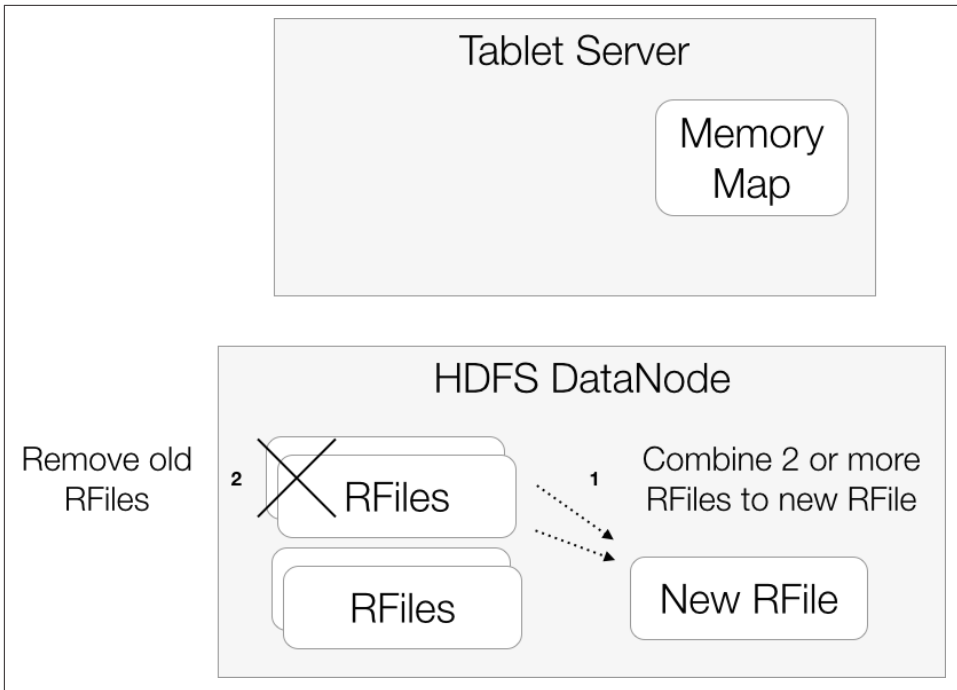 Tablet Server
Memory
Map
HDFS DataNode
Remove old
RFiles
2
RFiles
1
Combine 2 or more
RFiles to new RFile
RFiles
New RFile